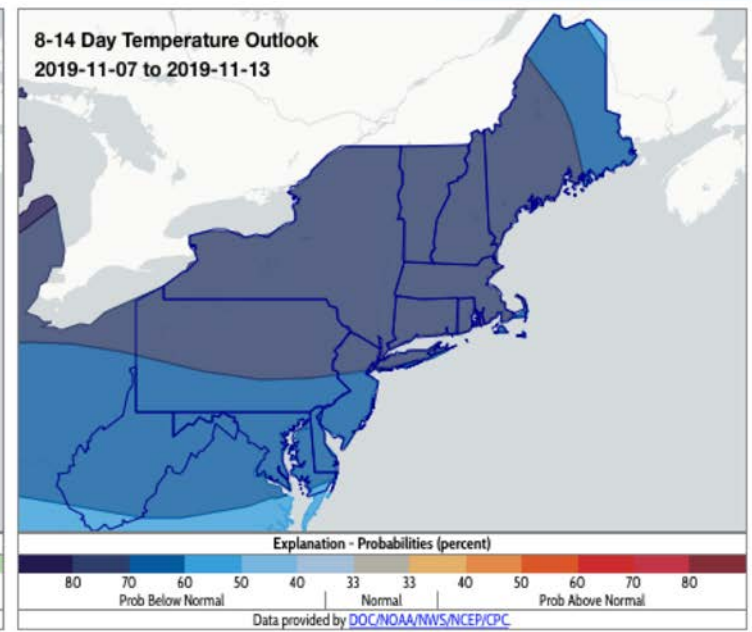 8-14 Day Temperature Outlook
2019-11-07 to 2019-11-13
Explanation - Probabilities (percent)
80 70 60 50 40 33 33 40 50 60 70 80
Prob Below Normal | Normal | Prob Above Normal
Data provided by DOC/NOAA/NWS/NCEP/CPC.